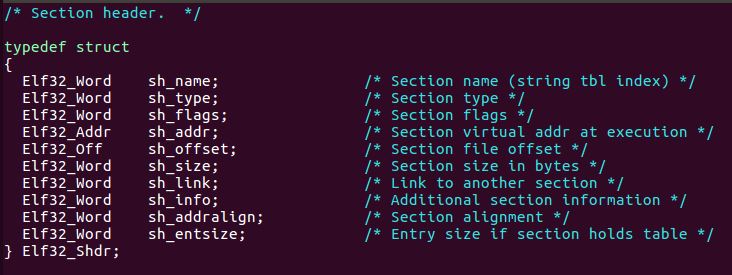 /* Section header.  */
typedef struct
{
  Elf32_Word    sh_name;                /* Section name (string tbl index) */
  Elf32_Word    sh_type;                /* Section type */
  Elf32_Word    sh_flags;               /* Section flags */
  Elf32_Addr    sh_addr;                /* Section virtual addr at execution */
  Elf32_Off     sh_offset;              /* Section file offset */
  Elf32_Word    sh_size;                /* Section size in bytes */
  Elf32_Word    sh_link;                /* Link to another section */
  Elf32_Word    sh_info;                /* Additional section information */
  Elf32_Word    sh_addralign;           /* Section alignment */
  Elf32_Word    sh_entsize;             /* Entry size if section holds table */
} Elf32_Shdr;